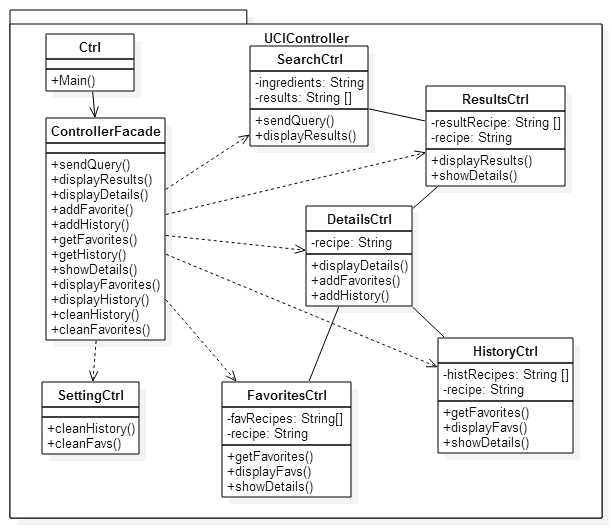 UCIController
Ctrl
+Main()
ControllerFacade
+sendQuery()
+displayResults()
+displayDetails()
+addFavorite()
+addHistory()
+getFavorites()
+getHistory()
+showDetails()
+displayFavorites()
+displayHistory()
+cleanHistory()
+cleanFavorites()
SettingCtrl
+cleanHistory()
+cleanFavs()
SearchCtrl
-ingredients: String
-results: String []
+sendQuery()
+displayResults()
ResultsCtrl
-resultRecipe: String []
-recipe: String
+displayResults()
+showDetails()
DetailsCtrl
-recipe: String
+displayDetails()
+addFavorites()
+addHistory()
HistoryCtrl
-histRecipes: String []
-recipe: String
+getFavorites()
+displayFavs()
+showDetails()
FavoritesCtrl
-favRecipes: String[]
-recipe: String
+getFavorites()
+displayFavs()
+showDetails()